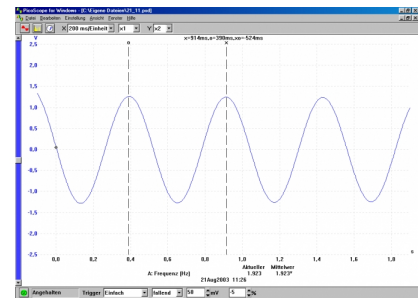 PicoScope for Windows - [C:\Eigene Dateien\21_11.psd]
Datei Bearbeiten Einstellung Ansicht Fenster Hilfe
X 200 ms/Einheit x1 Y x2
V x=914ms,o=390ms,xo=-524ms
2,5
2,0
1,5
1,0
0,5
0,0
-0,5
-1,0
-1,5
-2,0
-2,5
0,0 0,2 0,4 0,6 0,8 1,0 1,2 1,4 1,6 1,8
Aktueller Mittelwer
A: Frequenz (Hz) 1.923 1.923*
21Aug2003 11:26
Angehalten Trigger Einfach fallend 50 mV -5 %